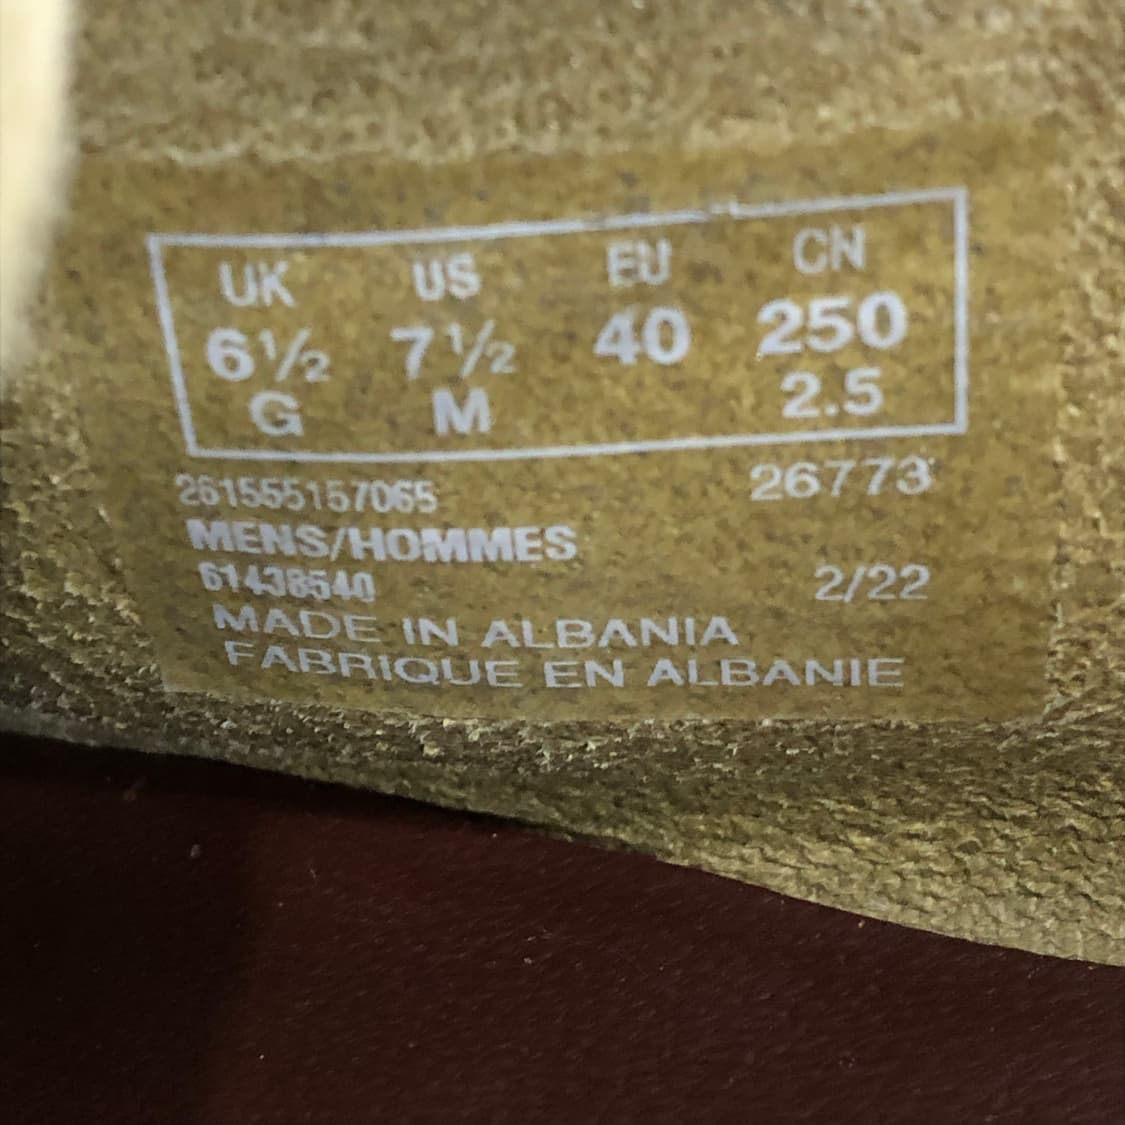 UK US EU CN
6½ 7½ 40 250
G M 2.5
261555157065 26773
MENS/HOMMES
61438540 2/22
MADE IN ALBANIA
FABRIQUE EN ALBANIE